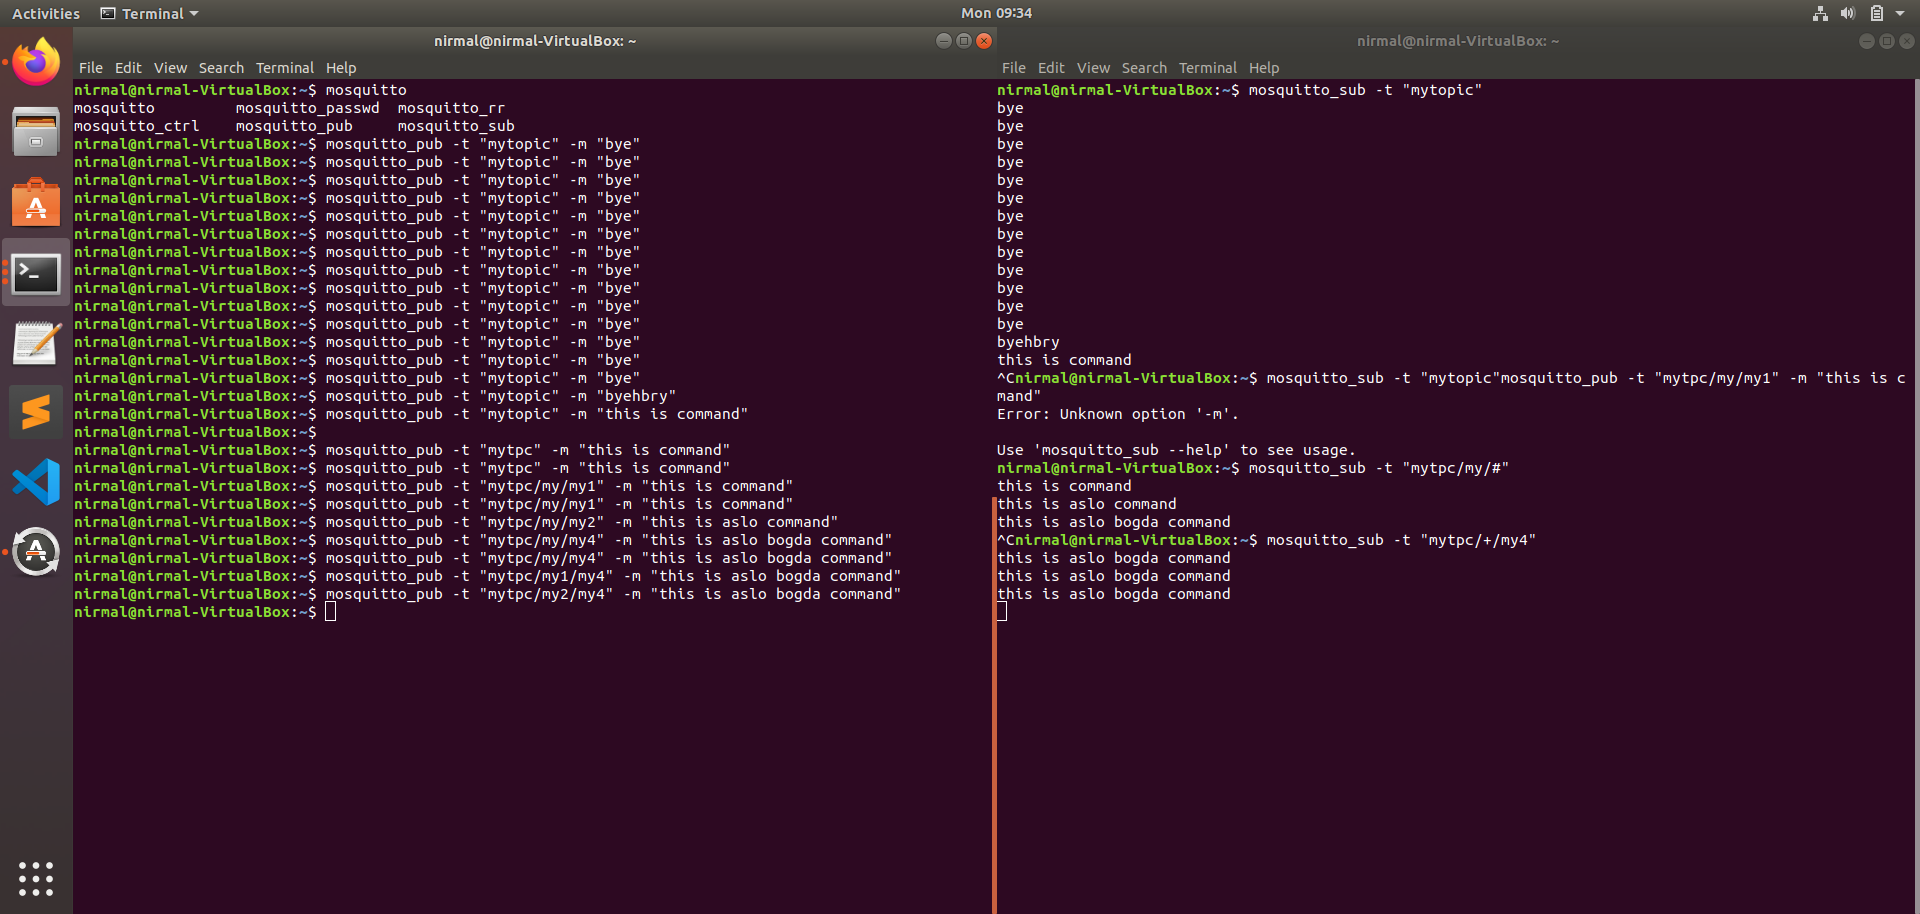 Activities Terminal Mon 09:34
nirmal@nirmal-VirtualBox: ~
File Edit View Search Terminal Help
nirmal@nirmal-VirtualBox:~$ mosquitto
mosquitto mosquitto_passwd mosquitto_rr
mosquitto_ctrl mosquitto_pub mosquitto_sub
nirmal@nirmal-VirtualBox:~$ mosquitto_pub -t "mytopic" -m "bye"
nirmal@nirmal-VirtualBox:~$ mosquitto_pub -t "mytopic" -m "bye"
nirmal@nirmal-VirtualBox:~$ mosquitto_pub -t "mytopic" -m "bye"
nirmal@nirmal-VirtualBox:~$ mosquitto_pub -t "mytopic" -m "bye"
nirmal@nirmal-VirtualBox:~$ mosquitto_pub -t "mytopic" -m "bye"
nirmal@nirmal-VirtualBox:~$ mosquitto_pub -t "mytopic" -m "bye"
nirmal@nirmal-VirtualBox:~$ mosquitto_pub -t "mytopic" -m "bye"
nirmal@nirmal-VirtualBox:~$ mosquitto_pub -t "mytopic" -m "bye"
nirmal@nirmal-VirtualBox:~$ mosquitto_pub -t "mytopic" -m "bye"
nirmal@nirmal-VirtualBox:~$ mosquitto_pub -t "mytopic" -m "bye"
nirmal@nirmal-VirtualBox:~$ mosquitto_pub -t "mytopic" -m "bye"
nirmal@nirmal-VirtualBox:~$ mosquitto_pub -t "mytopic" -m "bye"
nirmal@nirmal-VirtualBox:~$ mosquitto_pub -t "mytopic" -m "bye"
nirmal@nirmal-VirtualBox:~$ mosquitto_pub -t "mytopic" -m "bye"
nirmal@nirmal-VirtualBox:~$ mosquitto_pub -t "mytopic" -m "byehbry"
nirmal@nirmal-VirtualBox:~$ mosquitto_pub -t "mytopic" -m "this is command"
nirmal@nirmal-VirtualBox:~$
nirmal@nirmal-VirtualBox:~$ mosquitto_pub -t "mytpc" -m "this is command"
nirmal@nirmal-VirtualBox:~$ mosquitto_pub -t "mytpc" -m "this is command"
nirmal@nirmal-VirtualBox:~$ mosquitto_pub -t "mytpc/my/my1" -m "this is command"
nirmal@nirmal-VirtualBox:~$ mosquitto_pub -t "mytpc/my/my1" -m "this is command"
nirmal@nirmal-VirtualBox:~$ mosquitto_pub -t "mytpc/my/my2" -m "this is aslo command"
nirmal@nirmal-VirtualBox:~$ mosquitto_pub -t "mytpc/my/my4" -m "this is aslo bogda command"
nirmal@nirmal-VirtualBox:~$ mosquitto_pub -t "mytpc/my/my4" -m "this is aslo bogda command"
nirmal@nirmal-VirtualBox:~$ mosquitto_pub -t "mytpc/my1/my4" -m "this is aslo bogda command"
nirmal@nirmal-VirtualBox:~$ mosquitto_pub -t "mytpc/my2/my4" -m "this is aslo bogda command"
nirmal@nirmal-VirtualBox:~$
nirmal@nirmal-VirtualBox: ~
File Edit View Search Terminal Help
nirmal@nirmal-VirtualBox:~$ mosquitto_sub -t "mytopic"
bye
bye
bye
bye
bye
bye
bye
bye
bye
bye
bye
bye
bye
byehbry
this is command
^Cnirmal@nirmal-VirtualBox:~$ mosquitto_sub -t "mytopic"mosquitto_pub -t "mytpc/my/my1" -m "this is c
mand"
Error: Unknown option '-m'.
Use 'mosquitto_sub --help' to see usage.
nirmal@nirmal-VirtualBox:~$ mosquitto_sub -t "mytpc/my/#"
this is command
this is aslo command
this is aslo bogda command
^Cnirmal@nirmal-VirtualBox:~$ mosquitto_sub -t "mytpc/+/my4"
this is aslo bogda command
this is aslo bogda command
this is aslo bogda command